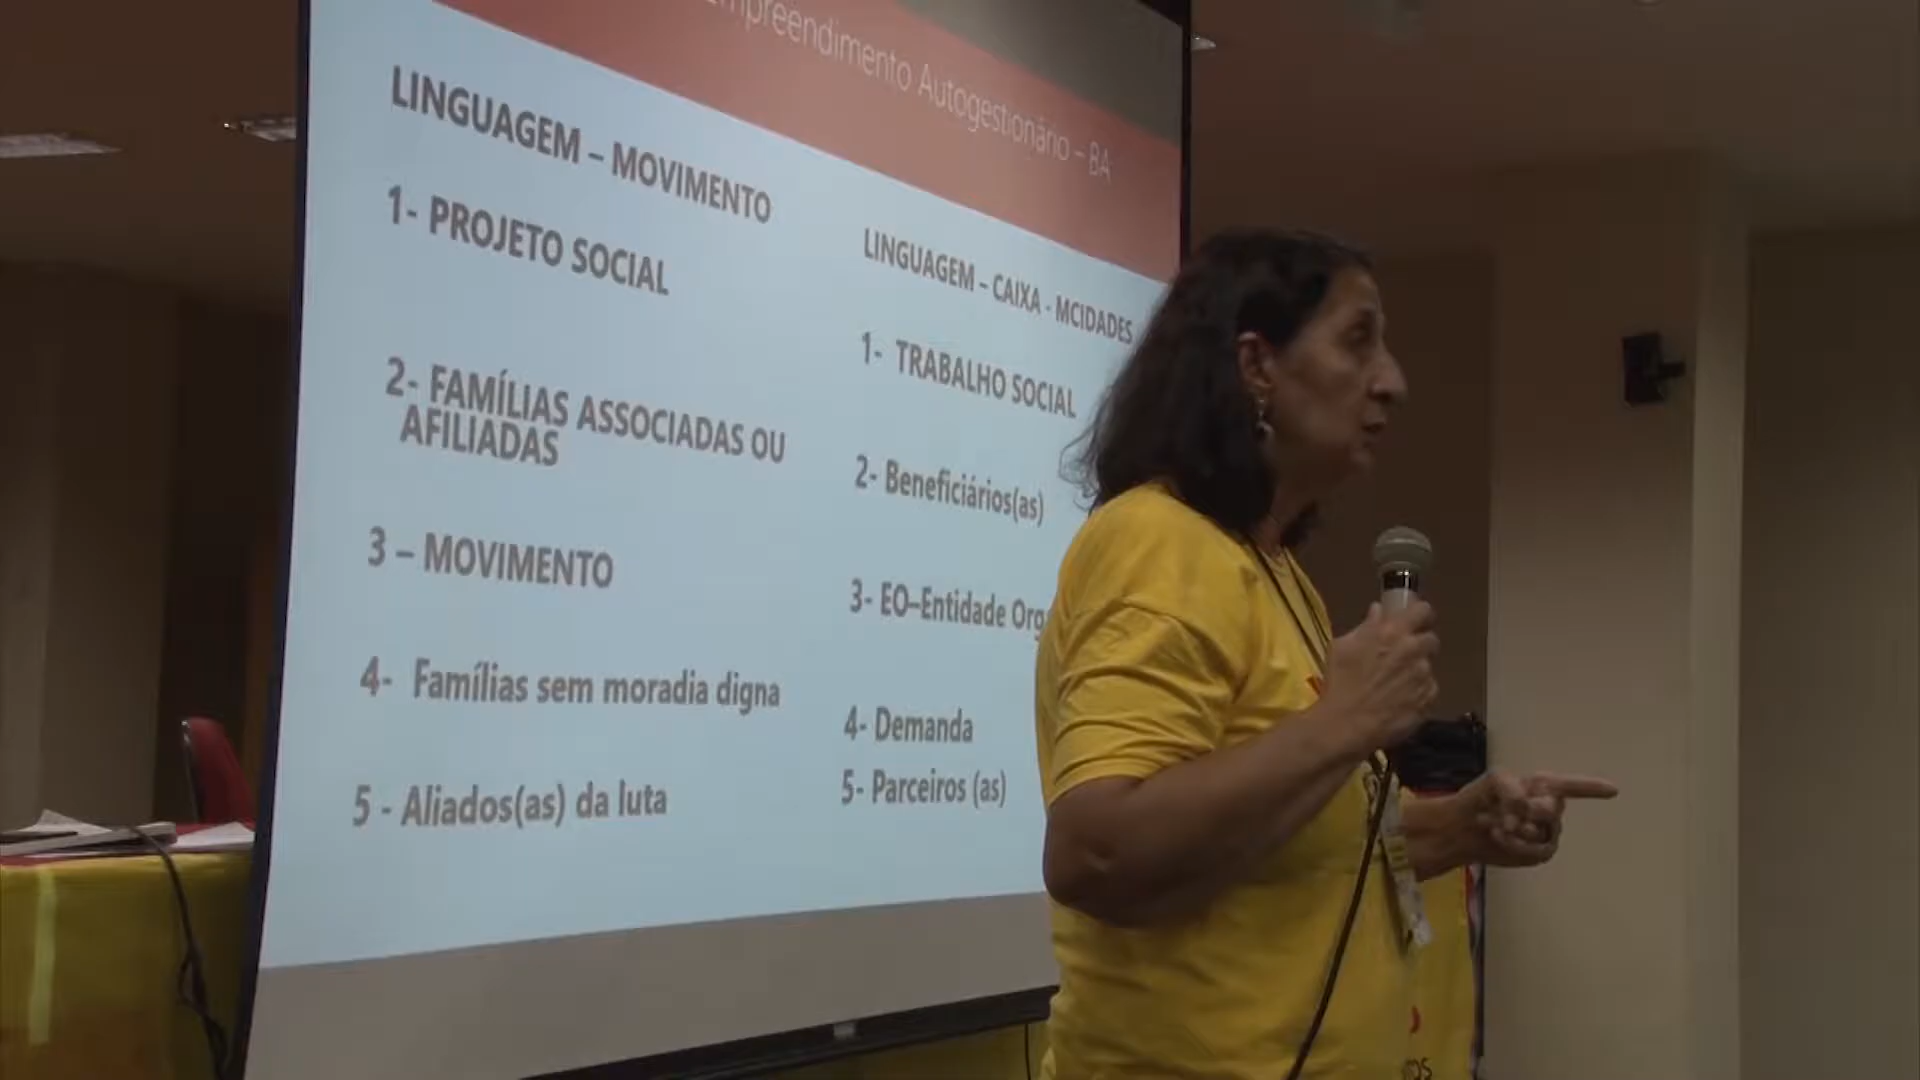 Empreendimento Autogestionário – BA
LINGUAGEM – MOVIMENTO
1- PROJETO SOCIAL
2- FAMÍLIAS ASSOCIADAS OU
AFILIADAS
3 – MOVIMENTO
4- Famílias sem moradia digna
5 - Aliados(as) da luta
LINGUAGEM – CAIXA - MCIDADES
1- TRABALHO SOCIAL
2- Beneficiários(as)
3- EO–Entidade
4- Demanda
5- Parceiros (as)